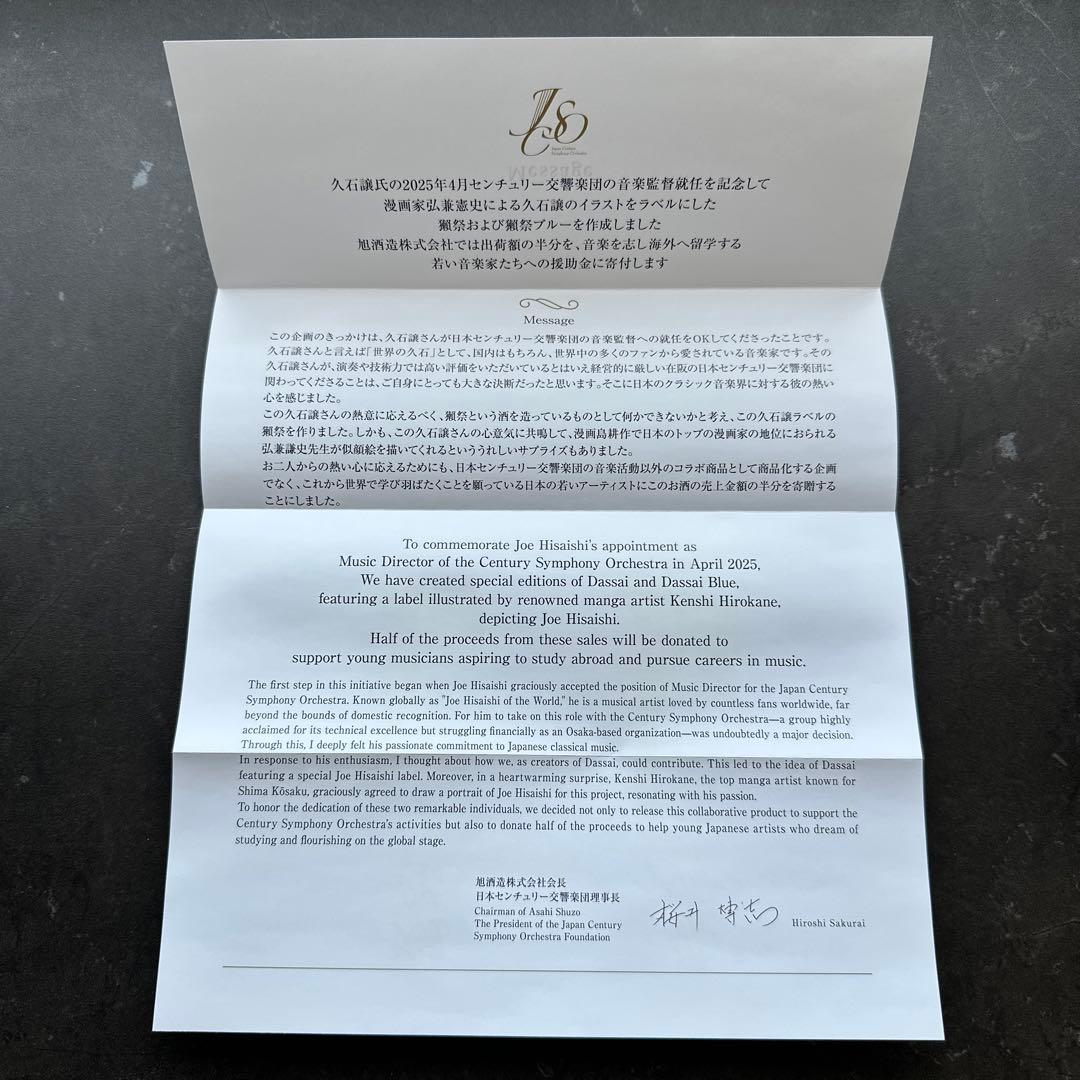 JCSO
Japan Century
Symphony Orchestra
久石譲氏の2025年4月センチュリー交響楽団の音楽監督就任を記念して
漫画家弘兼憲史による久石譲のイラストをラベルにした
獺祭および獺祭ブルーを作成しました
旭酒造株式会社では出荷額の半分を、音楽を志し海外へ留学する
若い音楽家たちへの援助金に寄付します
Message
この企画のきっかけは、久石譲さんが日本センチュリー交響楽団の音楽監督への就任をOKしてくださったことです。
久石譲さんと言えば「世界の久石」として、国内はもちろん、世界中の多くのファンから愛されている音楽家です。その
久石譲さんが、演奏や技術力では高い評価をいただいているとはいえ経営的に厳しい在阪の日本センチュリー交響楽団に
関わってくださることは、ご自身にとっても大きな決断だったと思います。そこに日本のクラシック音楽界に対する彼の熱い
心を感じました。
この久石譲さんの熱意に応えるべく、獺祭という酒を造っているものとして何かできないかと考え、この久石譲ラベルの
獺祭を作りました。しかも、この久石譲さんの心意気に共鳴して、漫画島耕作で日本のトップの漫画家の地位におられる
弘兼謙史先生が似顔絵を描いてくれるといううれしいサプライズもありました。
お二人からの熱い心に応えるためにも、日本センチュリー交響楽団の音楽活動以外のコラボ商品として商品化する企画
でなく、これから世界で学び羽ばたくことを願っている日本の若いアーティストにこのお酒の売上金額の半分を寄贈する
ことにしました。
To commemorate Joe Hisaishi's appointment as
Music Director of the Century Symphony Orchestra in April 2025,
We have created special editions of Dassai and Dassai Blue,
featuring a label illustrated by renowned manga artist Kenshi Hirokane,
depicting Joe Hisaishi.
Half of the proceeds from these sales will be donated to
support young musicians aspiring to study abroad and pursue careers in music.
The first step in this initiative began when Joe Hisaishi graciously accepted the position of Music Director for the Japan Century
Symphony Orchestra. Known globally as "Joe Hisaishi of the World," he is a musical artist loved by countless fans worldwide, far
beyond the bounds of domestic recognition. For him to take on this role with the Century Symphony Orchestra—a group highly
acclaimed for its technical excellence but struggling financially as an Osaka-based organization—was undoubtedly a major decision.
Through this, I deeply felt his passionate commitment to Japanese classical music.
In response to his enthusiasm, I thought about how we, as creators of Dassai, could contribute. This led to the idea of Dassai
featuring a special Joe Hisaishi label. Moreover, in a heartwarming surprise, Kenshi Hirokane, the top manga artist known for
Shima Kōsaku, graciously agreed to draw a portrait of Joe Hisaishi for this project, resonating with his passion.
To honor the dedication of these two remarkable individuals, we decided not only to release this collaborative product to support the
Century Symphony Orchestra's activities but also to donate half of the proceeds to help young Japanese artists who dream of
studying and flourishing on the global stage.
旭酒造株式会社会長
日本センチュリー交響楽団理事長
Chairman of Asahi Shuzo
The President of the Japan Century
Symphony Orchestra Foundation
桜井 博志 Hiroshi Sakurai